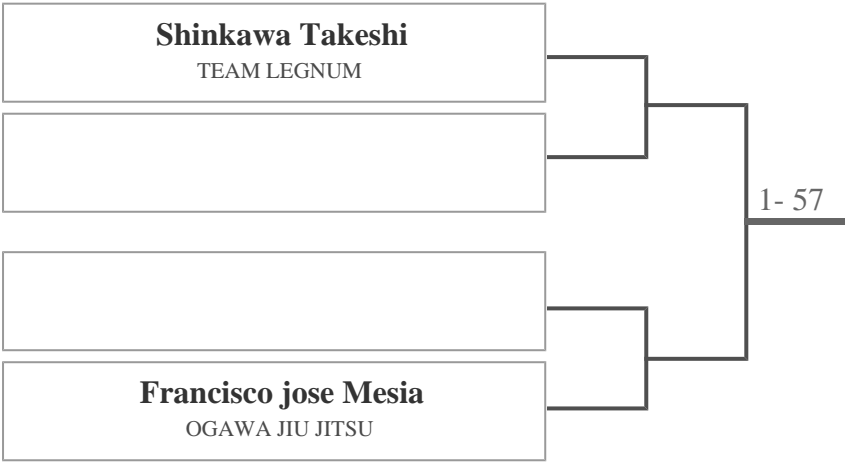 Shinkawa Takeshi
TEAM LEGNUM
1- 57
Francisco jose Mesia
OGAWA JIU JITSU